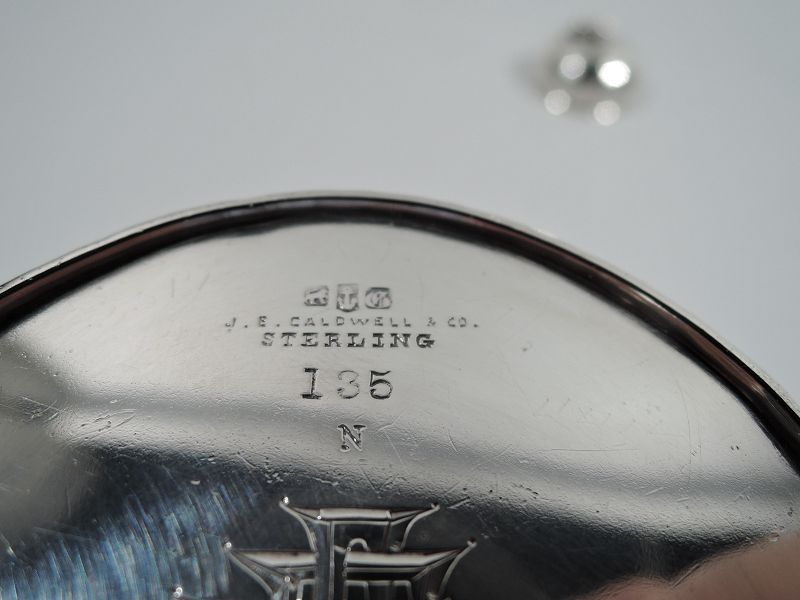 J. E. CALDWELL & CO.
STERLING
135
N